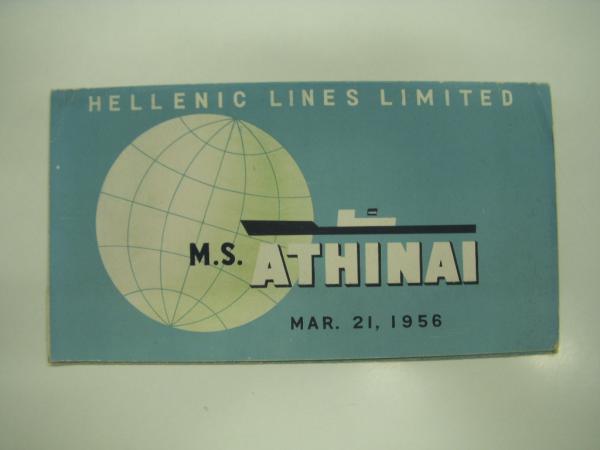 HELLENIC LINES LIMITED
M.S. ATHINAI
MAR. 21, 1956